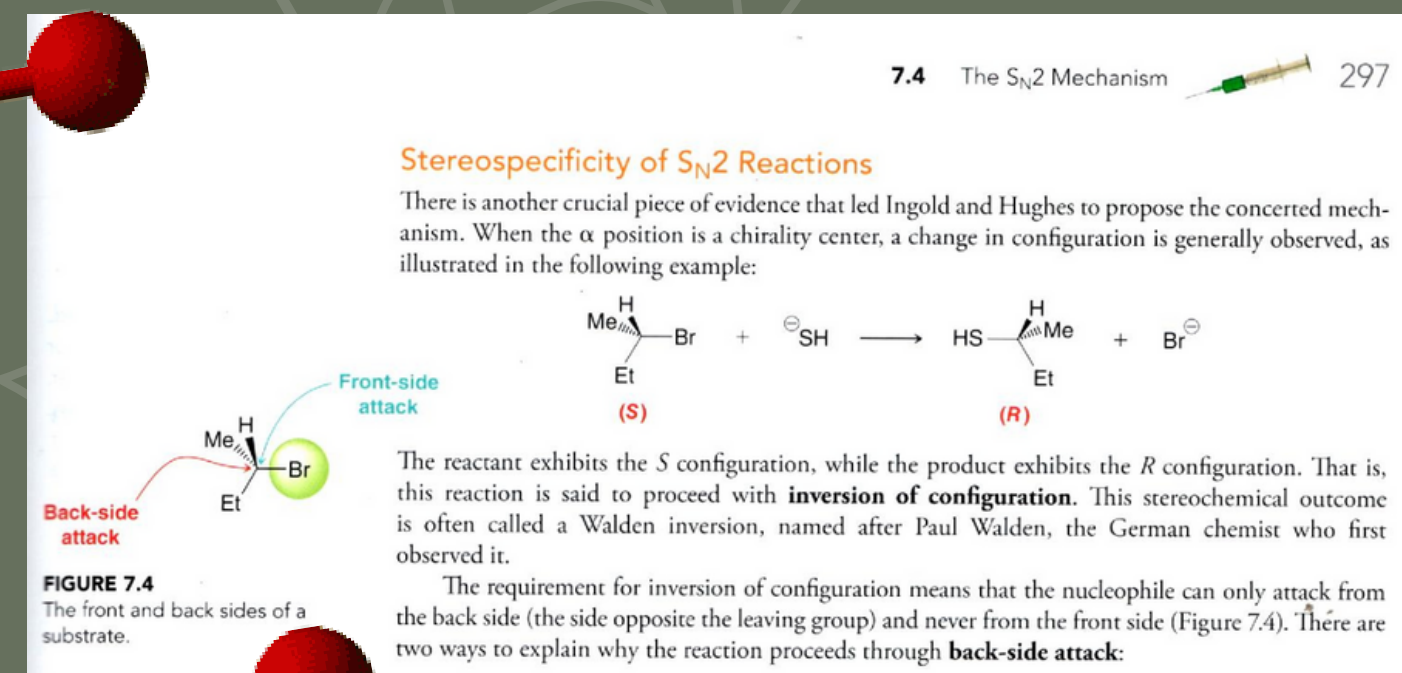 7.4 The SN2 Mechanism 297
Stereospecificity of SN2 Reactions
There is another crucial piece of evidence that led Ingold and Hughes to propose the concerted mech-
anism. When the α position is a chirality center, a change in configuration is generally observed, as
illustrated in the following example:
H
Me
Br + ⊖SH ⟶ HS
Et
(S)
H
Me + Br⊖
Et
(R)
Front-side
attack
H
Me
Br
Et
Back-side
attack
FIGURE 7.4
The front and back sides of a
substrate.
The reactant exhibits the S configuration, while the product exhibits the R configuration. That is,
this reaction is said to proceed with inversion of configuration. This stereochemical outcome
is often called a Walden inversion, named after Paul Walden, the German chemist who first
observed it.
The requirement for inversion of configuration means that the nucleophile can only attack from
the back side (the side opposite the leaving group) and never from the front side (Figure 7.4). There are
two ways to explain why the reaction proceeds through back-side attack: